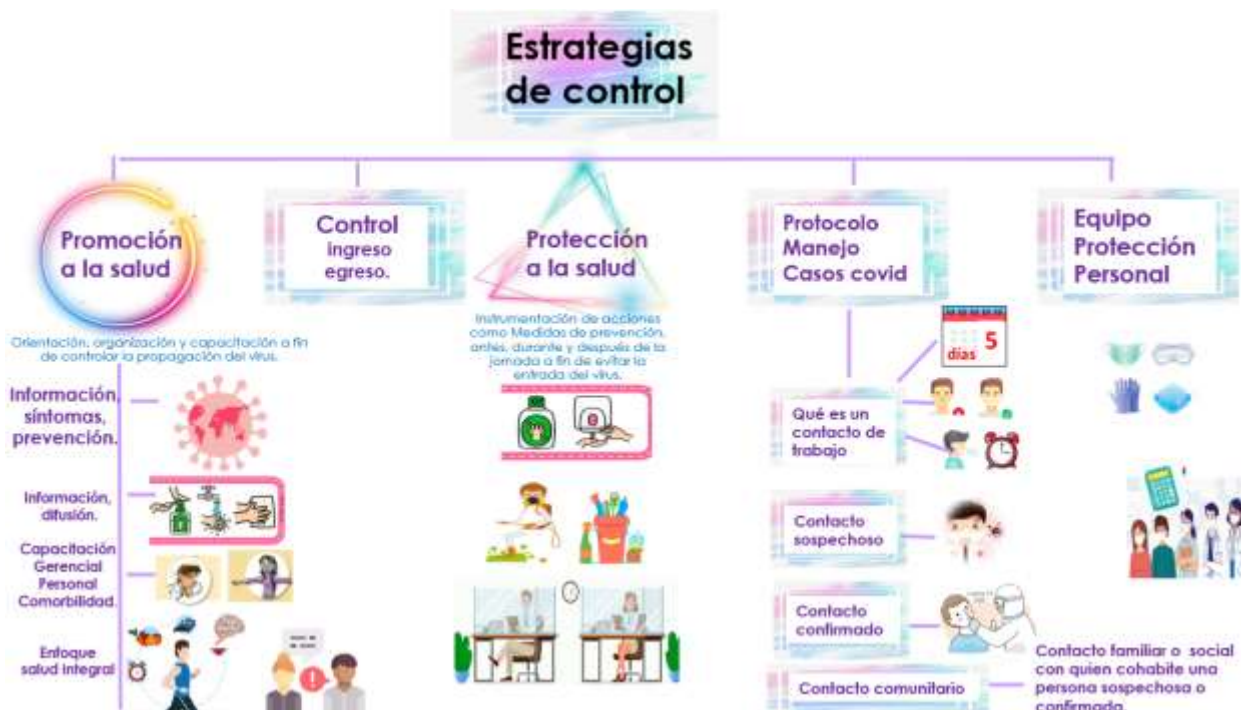 Estrategias
de control
Promoción
a la salud
Orientación, organización y capacitación a fin
de controlar la propagación del virus.
Información,
síntomas,
prevención.
Información,
difusión.
Capacitación
Gerencial
Personal
Comorbilidad.
Enfoque
salud integral
Control
ingreso
egreso.
Protección
a la salud
Instrumentación de acciones
como Medidas de prevención,
antes, durante y después de la
jornada a fin de evitar la
entrada del virus.
Protocolo
Manejo
Casos covid
días 5
Qué es un
contacto de
trabajo
Contacto
sospechoso
Contacto
confirmado
Contacto comunitario
Contacto familiar o social
con quien cohabite una
persona sospechosa o
confirmada
Equipo
Protección
Personal